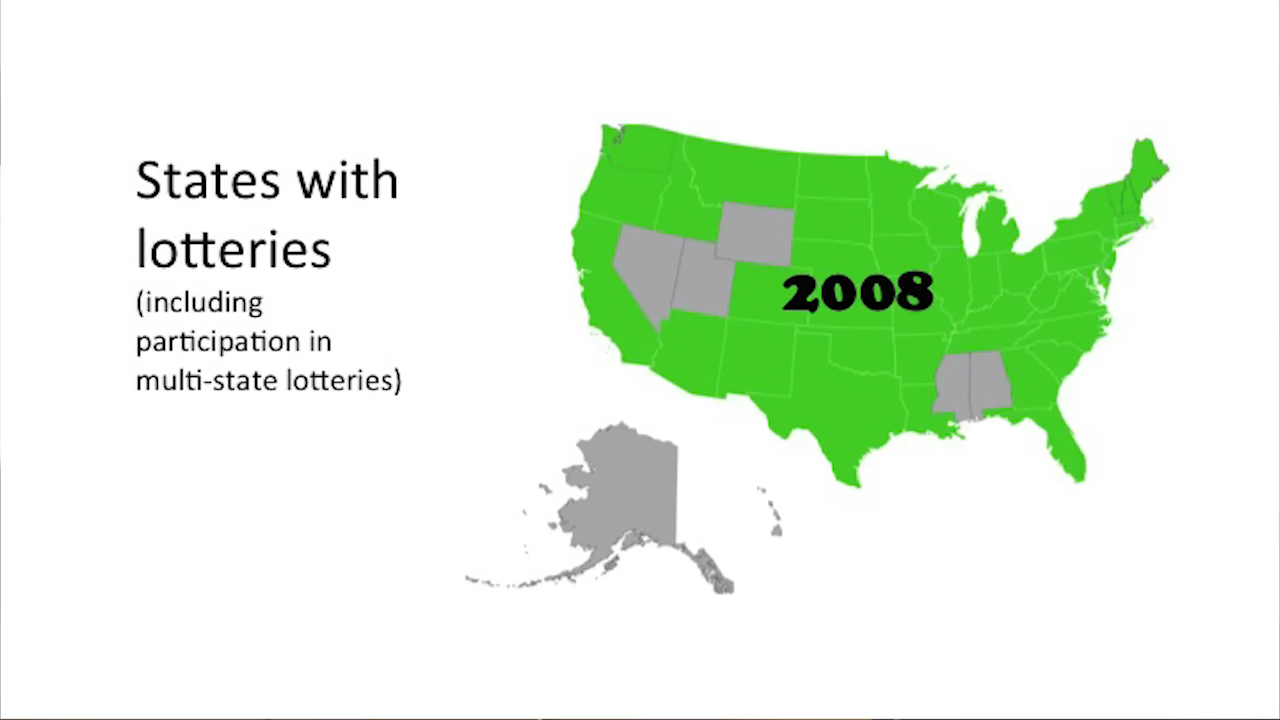 States with
lotteries
(including
participation in
multi-state lotteries)
2008